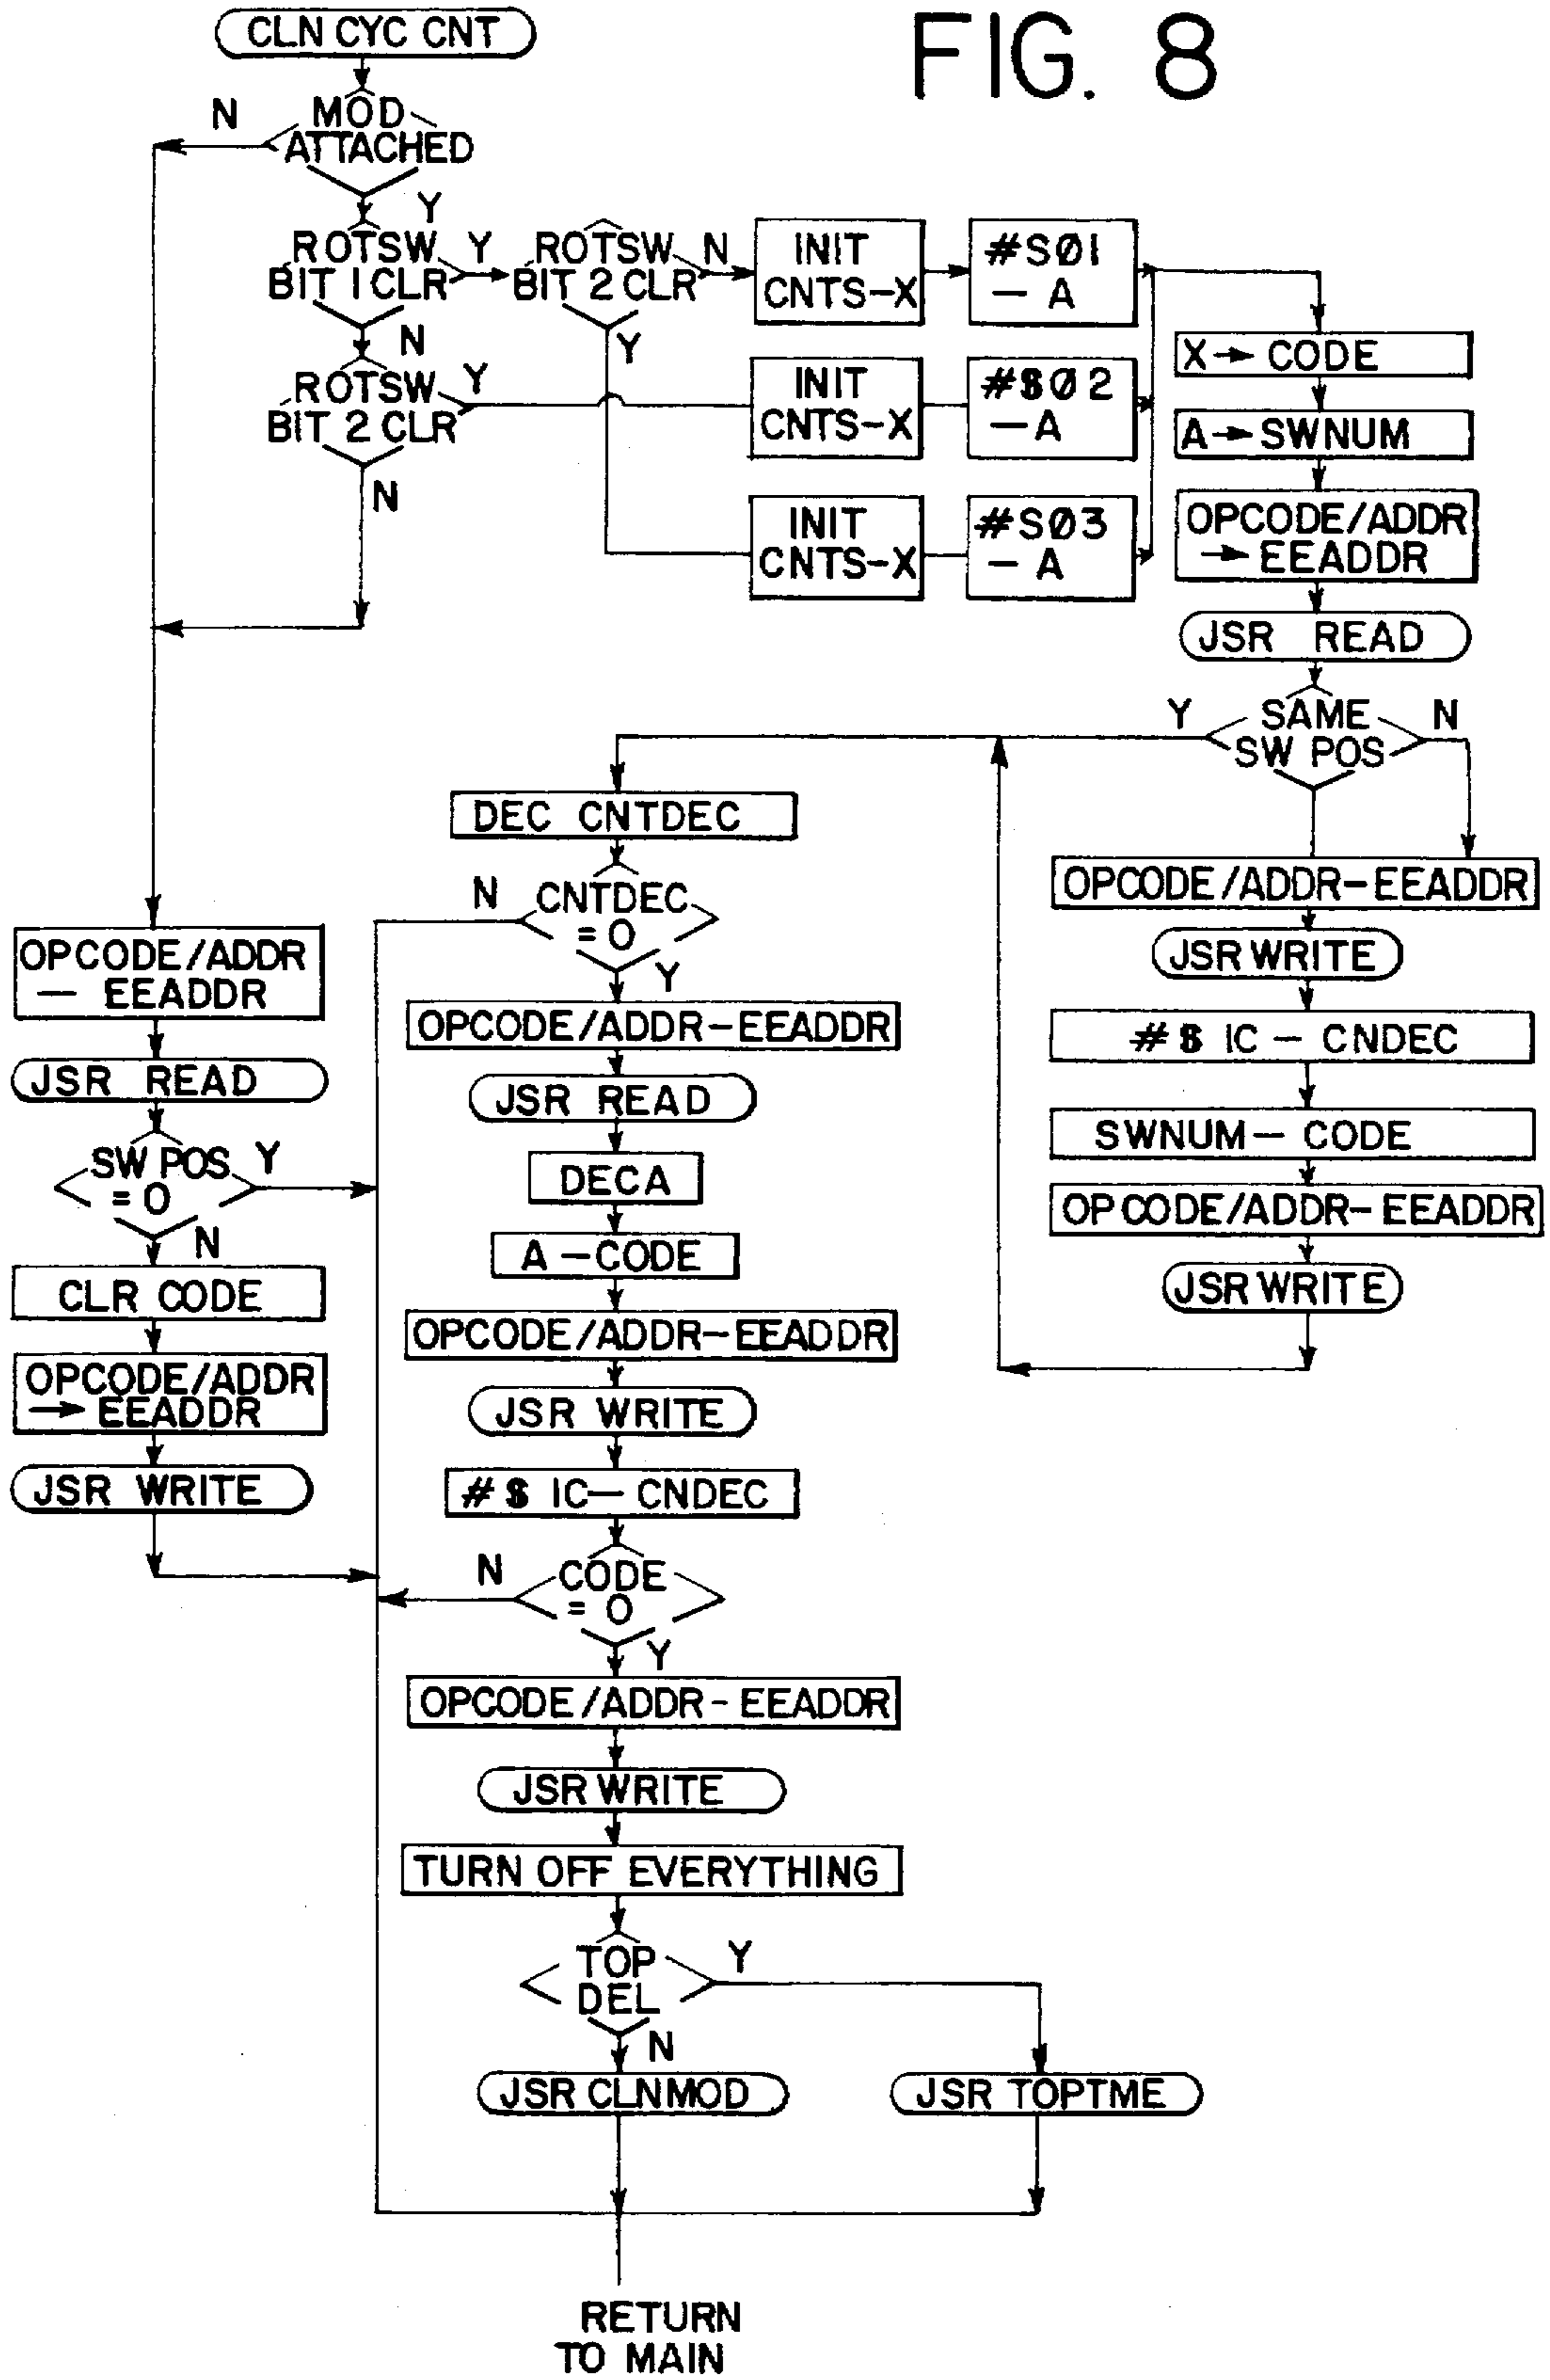 CLN CYC CNT
FIG. 8
N
MOD
ATTACHED
Y
ROTSW
BIT 1 CLR
Y
ROTSW
BIT 2 CLR
N
INIT
CNTS-X
#SØ1
— A
N
Y
ROTSW
BIT 2 CLR
Y
INIT
CNTS-X
#$Ø2
—A
N
INIT
CNTS-X
#SØ3
— A
X→ CODE
A→ SWNUM
OPCODE/ADDR
→ EEADDR
JSR READ
Y
SAME
SW POS
N
DEC CNTDEC
N
CNTDEC
= 0
Y
OPCODE/ADDR-EEADDR
JSR WRITE
#$ IC — CNDEC
SWNUM — CODE
OPCODE/ADDR-EEADDR
JSR WRITE
OPCODE/ADDR
— EEADDR
JSR READ
SW POS
= 0
Y
N
CLR CODE
OPCODE/ADDR
→ EEADDR
JSR WRITE
OPCODE/ADDR-EEADDR
JSR READ
DECA
A —CODE
OPCODE/ADDR-EEADDR
JSR WRITE
#$ IC— CNDEC
N
CODE
= 0
Y
OPCODE/ADDR-EEADDR
JSR WRITE
TURN OFF EVERYTHING
TOP
DEL
Y
N
JSR CLNMOD
JSR TOPTME
RETURN
TO MAIN